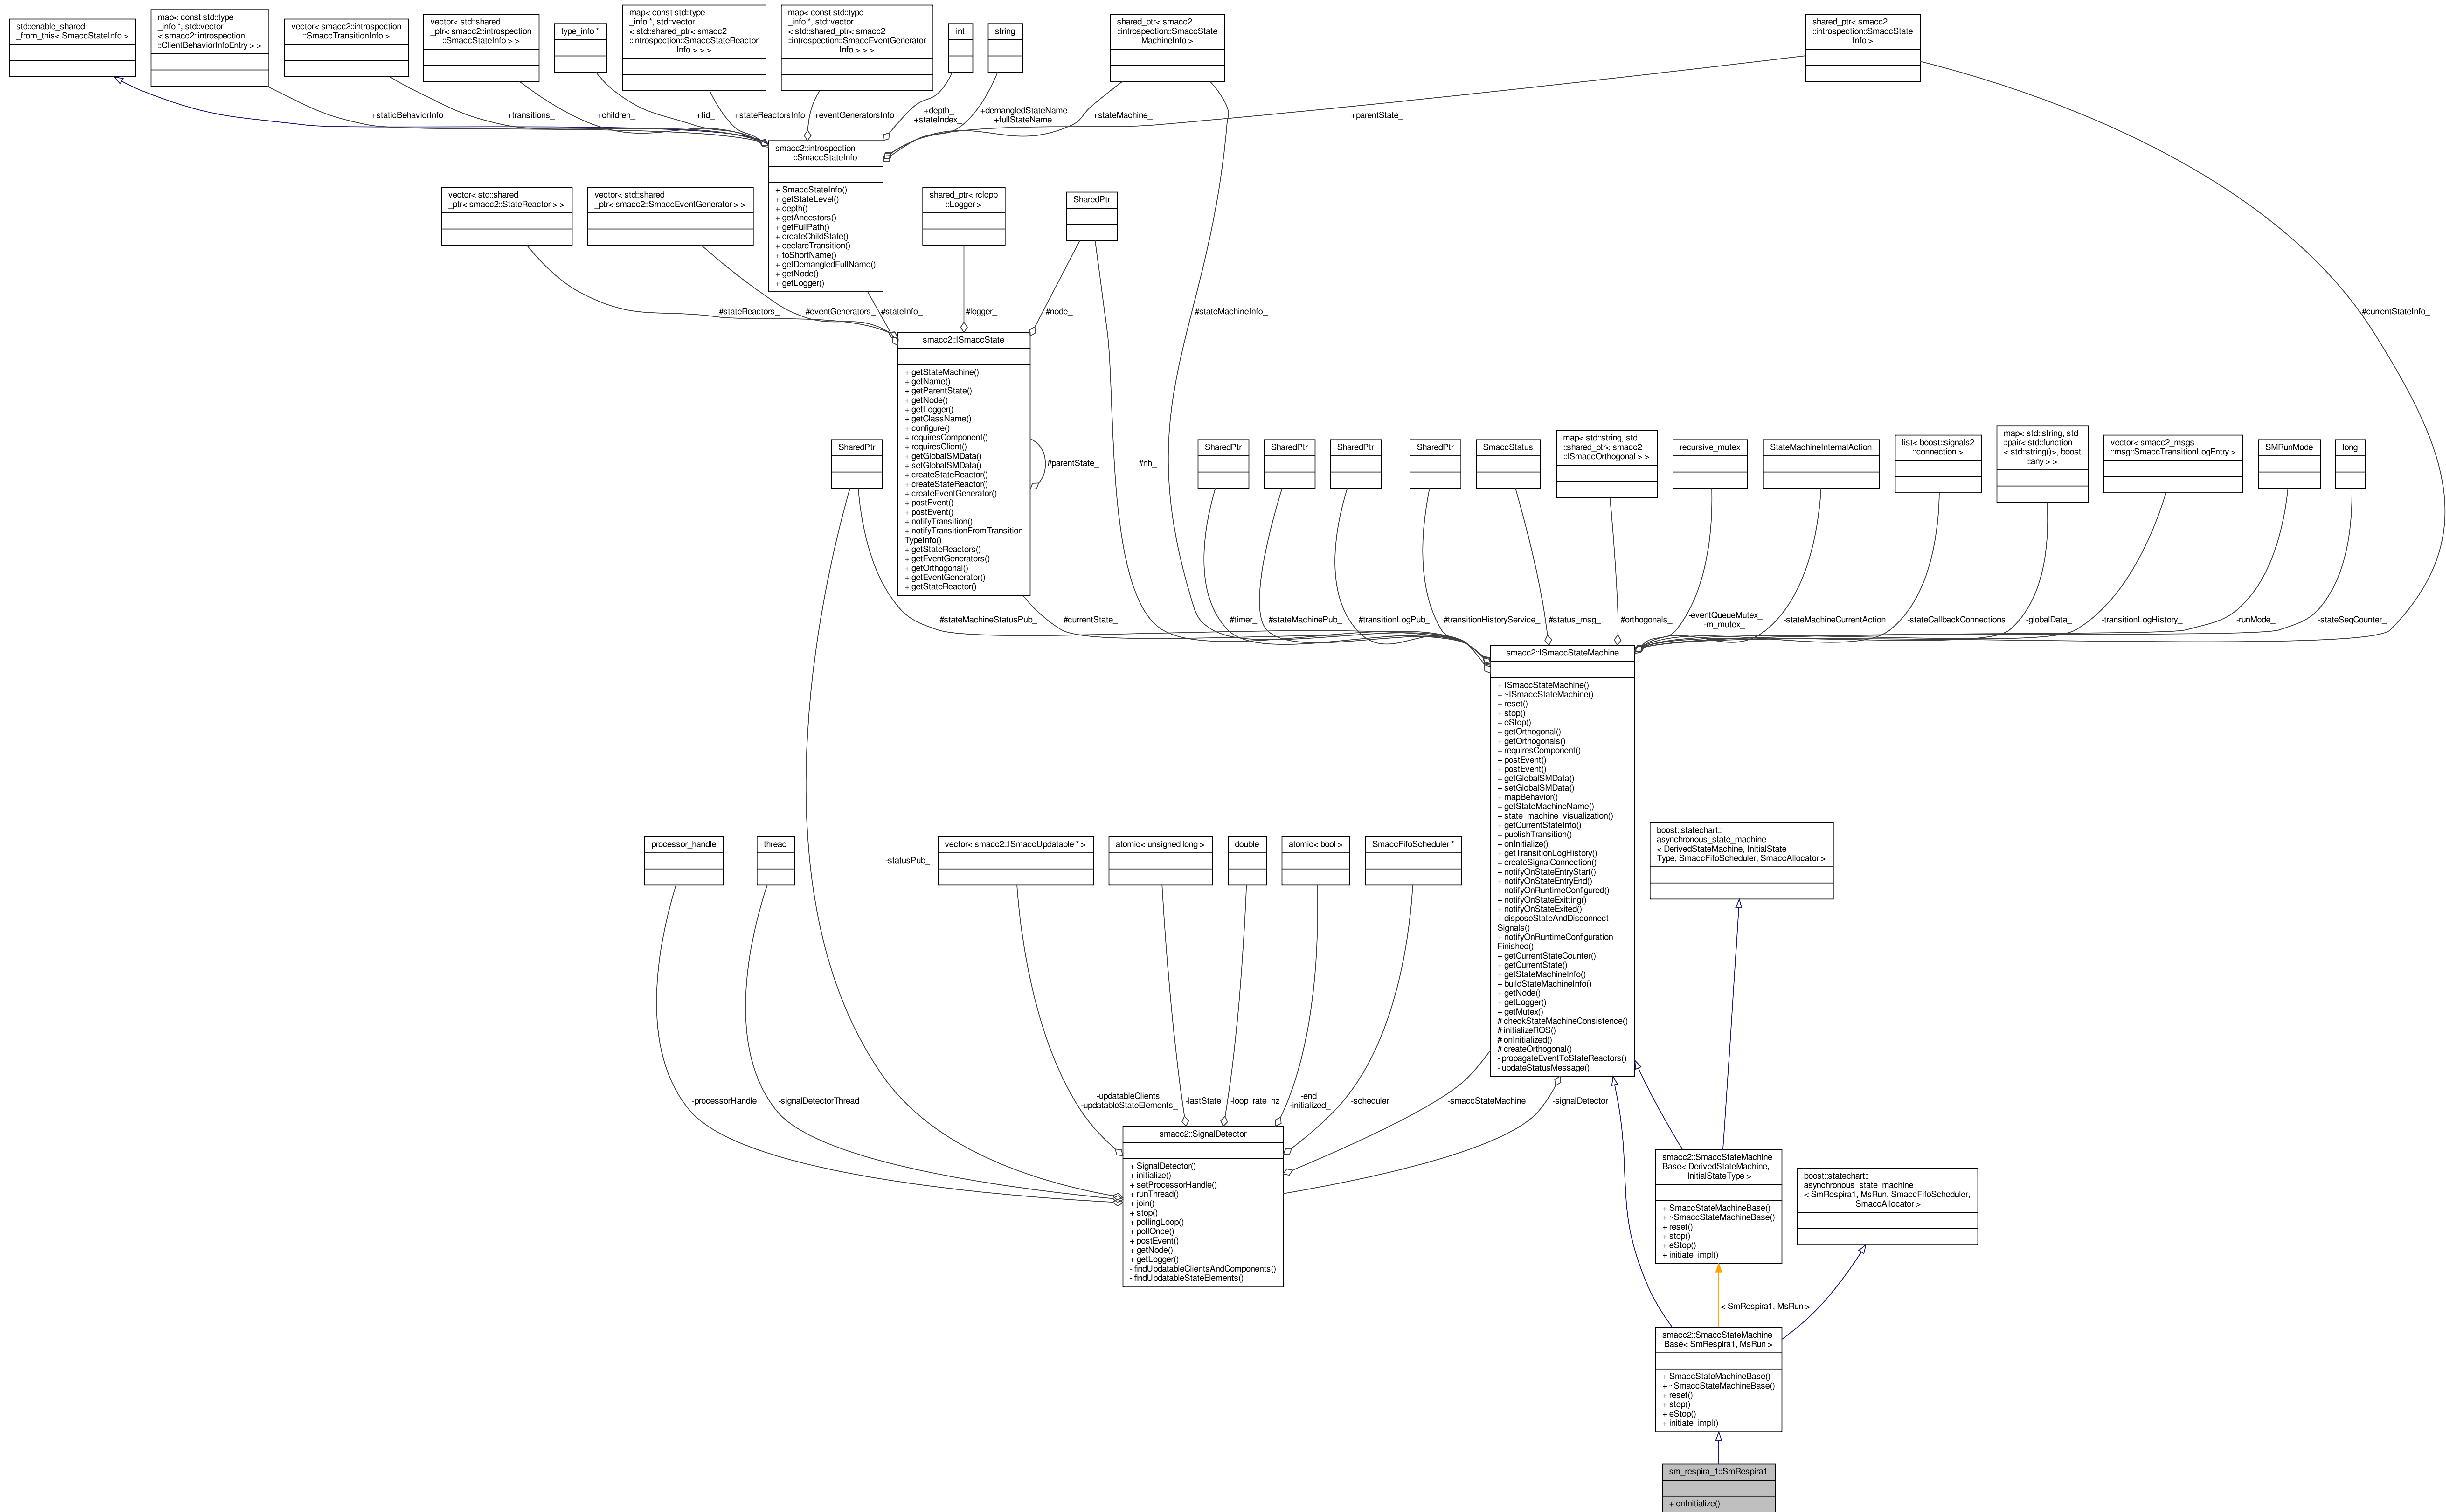 std::enable_shared
_from_this< SmaccStateInfo >
map< const std::type
_info *, std::vector
< smacc2::introspection
::ClientBehaviorInfoEntry > >
vector< smacc2::introspection
::SmaccTransitionInfo >
vector< std::shared
_ptr< smacc2::introspection
::SmaccStateInfo > >
type_info *
map< const std::type
_info *, std::vector
< std::shared_ptr< smacc2
::introspection::SmaccStateReactor
Info > > >
map< const std::type
_info *, std::vector
< std::shared_ptr< smacc2
::introspection::SmaccEventGenerator
Info > > >
int
string
shared_ptr< smacc2
::introspection::SmaccState
MachineInfo >
shared_ptr< smacc2
::introspection::SmaccState
Info >
+staticBehaviorInfo
+transitions_
+children_
+tid_
+stateReactorsInfo
+eventGeneratorsInfo
+depth_
+stateIndex_
+demangledStateName
+fullStateName
+stateMachine_
+parentState_
smacc2::introspection
::SmaccStateInfo
+ SmaccStateInfo()
+ getStateLevel()
+ depth()
+ getAncestors()
+ getFullPath()
+ createChildState()
+ declareTransition()
+ toShortName()
+ getDemangledFullName()
+ getNode()
+ getLogger()
vector< std::shared
_ptr< smacc2::StateReactor > >
vector< std::shared
_ptr< smacc2::SmaccEventGenerator > >
shared_ptr< rclcpp
::Logger >
SharedPtr
#stateReactors_
#eventGenerators_
#stateInfo_
#logger_
#node_
#stateMachineInfo_
#currentStateInfo_
smacc2::ISmaccState
+ getStateMachine()
+ getName()
+ getParentState()
+ getNode()
+ getLogger()
+ getClassName()
+ configure()
+ requiresComponent()
+ requiresClient()
+ getGlobalSMData()
+ setGlobalSMData()
+ createStateReactor()
+ createStateReactor()
+ createEventGenerator()
+ postEvent()
+ postEvent()
+ notifyTransition()
+ notifyTransitionFromTransition
TypeInfo()
+ getStateReactors()
+ getEventGenerators()
+ getOrthogonal()
+ getEventGenerator()
+ getStateReactor()
#parentState_
#nh_
SharedPtr
SharedPtr
SharedPtr
SharedPtr
SharedPtr
SmaccStatus
map< std::string, std
::shared_ptr< smacc2
::ISmaccOrthogonal > >
recursive_mutex
StateMachineInternalAction
list< boost::signals2
::connection >
map< std::string, std
::pair< std::function
< std::string()>, boost
::any > >
vector< smacc2_msgs
::msg::SmaccTransitionLogEntry >
SMRunMode
long
#stateMachineStatusPub_
#currentState_
#timer_
#stateMachinePub_
#transitionLogPub_
#transitionHistoryService_
#status_msg_
#orthogonals_
-eventQueueMutex_
-m_mutex_
-stateMachineCurrentAction
-stateCallbackConnections
-globalData_
-transitionLogHistory_
-runMode_
-stateSeqCounter_
smacc2::ISmaccStateMachine
+ ISmaccStateMachine()
+ ~ISmaccStateMachine()
+ reset()
+ stop()
+ eStop()
+ getOrthogonal()
+ getOrthogonals()
+ requiresComponent()
+ postEvent()
+ postEvent()
+ getGlobalSMData()
+ setGlobalSMData()
+ mapBehavior()
+ getStateMachineName()
+ state_machine_visualization()
+ getCurrentStateInfo()
+ publishTransition()
+ onInitialize()
+ getTransitionLogHistory()
+ createSignalConnection()
+ notifyOnStateEntryStart()
+ notifyOnStateEntryEnd()
+ notifyOnRuntimeConfigured()
+ notifyOnStateExitting()
+ notifyOnStateExited()
+ disposeStateAndDisconnect
Signals()
+ notifyOnRuntimeConfiguration
Finished()
+ getCurrentStateCounter()
+ getCurrentState()
+ getStateMachineInfo()
+ buildStateMachineInfo()
+ getNode()
+ getLogger()
+ getMutex()
# checkStateMachineConsistence()
# initializeROS()
# onInitialized()
# createOrthogonal()
- propagateEventToStateReactors()
- updateStatusMessage()
processor_handle
thread
-statusPub_
vector< smacc2::ISmaccUpdatable * >
atomic< unsigned long >
double
atomic< bool >
SmaccFifoScheduler *
boost::statechart::
asynchronous_state_machine
< DerivedStateMachine, InitialState
Type, SmaccFifoScheduler, SmaccAllocator >
-processorHandle_
-signalDetectorThread_
-updatableClients_
-updatableStateElements_
-lastState_
-loop_rate_hz
-end_
-initialized_
-scheduler_
-smaccStateMachine_
-signalDetector_
smacc2::SignalDetector
+ SignalDetector()
+ initialize()
+ setProcessorHandle()
+ runThread()
+ join()
+ stop()
+ pollingLoop()
+ pollOnce()
+ postEvent()
+ getNode()
+ getLogger()
- findUpdatableClientsAndComponents()
- findUpdatableStateElements()
smacc2::SmaccStateMachine
Base< DerivedStateMachine,
InitialStateType >
+ SmaccStateMachineBase()
+ ~SmaccStateMachineBase()
+ reset()
+ stop()
+ eStop()
+ initiate_impl()
boost::statechart::
asynchronous_state_machine
< SmRespira1, MsRun, SmaccFifoScheduler,
SmaccAllocator >
< SmRespira1, MsRun >
smacc2::SmaccStateMachine
Base< SmRespira1, MsRun >
+ SmaccStateMachineBase()
+ ~SmaccStateMachineBase()
+ reset()
+ stop()
+ eStop()
+ initiate_impl()
sm_respira_1::SmRespira1
+ onInitialize()